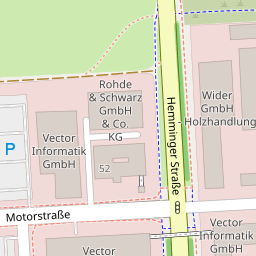 Rohde
& Schwarz
GmbH
& Co.
KG
Wider
GmbH
Holzhandlung
Hemminger Straße
Vector
Informatik
GmbH
P
52
Motorstraße
Vector
Informatik
GmbH
Vector